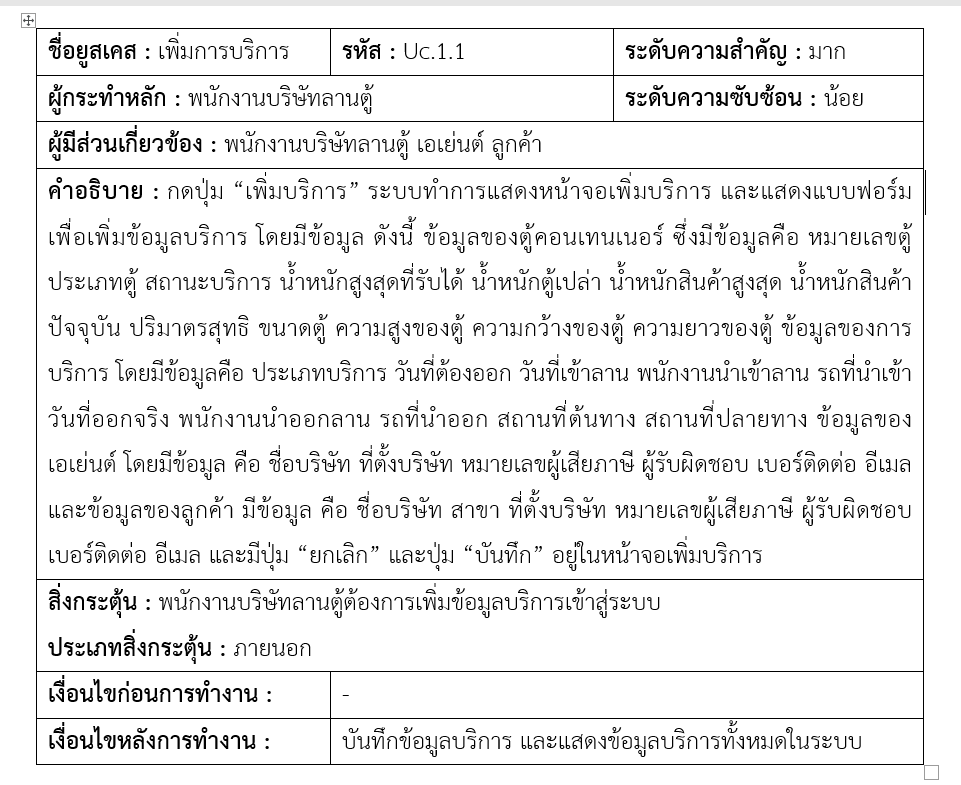 ชื่อยูสเคส : เพิ่มการบริการ รหัส : Uc.1.1 ระดับความสำคัญ : มาก
ผู้กระทำหลัก : พนักงานบริษัทลานตู้ ระดับความซับซ้อน : น้อย
ผู้มีส่วนเกี่ยวข้อง : พนักงานบริษัทลานตู้ เอเย่นต์ ลูกค้า
คำอธิบาย : กดปุ่ม “เพิ่มบริการ” ระบบทำการแสดงหน้าจอเพิ่มบริการ และแสดงแบบฟอร์ม
เพื่อเพิ่มข้อมูลบริการ โดยมีข้อมูล ดังนี้ ข้อมูลของตู้คอนเทนเนอร์ ซึ่งมีข้อมูลคือ หมายเลขตู้
ประเภทตู้ สถานะบริการ น้ำหนักสูงสุดที่รับได้ น้ำหนักตู้เปล่า น้ำหนักสินค้าสูงสุด น้ำหนักสินค้า
ปัจจุบัน ปริมาตรสุทธิ ขนาดตู้ ความสูงของตู้ ความกว้างของตู้ ความยาวของตู้ ข้อมูลของการ
บริการ โดยมีข้อมูลคือ ประเภทบริการ วันที่ต้องออก วันที่เข้าลาน พนักงานนำเข้าลาน รถที่นำเข้า
วันที่ออกจริง พนักงานนำออกลาน รถที่นำออก สถานที่ต้นทาง สถานที่ปลายทาง ข้อมูลของ
เอเย่นต์ โดยมีข้อมูล คือ ชื่อบริษัท ที่ตั้งบริษัท หมายเลขผู้เสียภาษี ผู้รับผิดชอบ เบอร์ติดต่อ อีเมล
และข้อมูลของลูกค้า มีข้อมูล คือ ชื่อบริษัท สาขา ที่ตั้งบริษัท หมายเลขผู้เสียภาษี ผู้รับผิดชอบ
เบอร์ติดต่อ อีเมล และมีปุ่ม “ยกเลิก” และปุ่ม “บันทึก” อยู่ในหน้าจอเพิ่มบริการ
สิ่งกระตุ้น : พนักงานบริษัทลานตู้ต้องการเพิ่มข้อมูลบริการเข้าสู่ระบบ
ประเภทสิ่งกระตุ้น : ภายนอก
เงื่อนไขก่อนการทำงาน : -
เงื่อนไขหลังการทำงาน : บันทึกข้อมูลบริการ และแสดงข้อมูลบริการทั้งหมดในระบบ